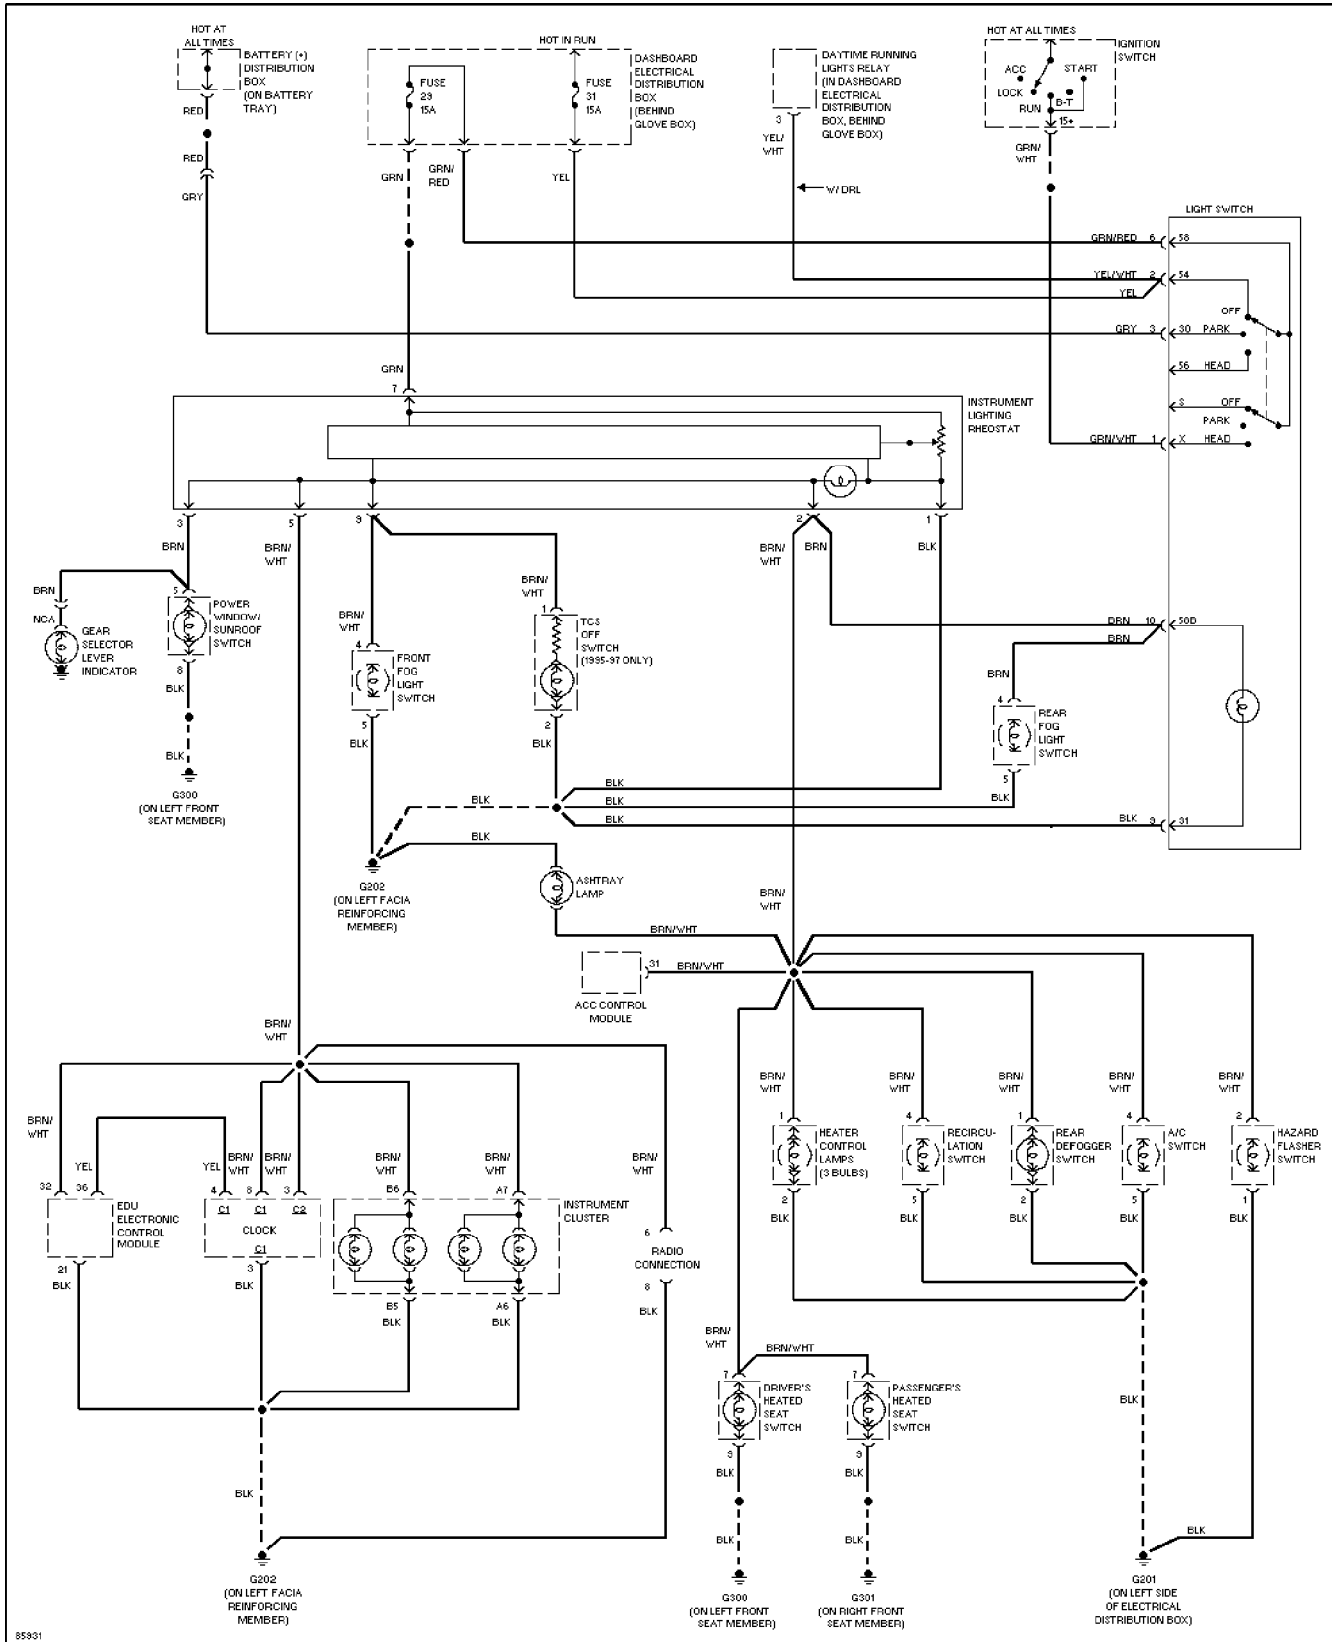 HOT AT
ALL TIMES
BATTERY (+)
DISTRIBUTION
BOX
(ON BATTERY
TRAY)
RED
RED
GRY
HOT IN RUN
FUSE
29
15A
FUSE
31
15A
DASHBOARD
ELECTRICAL
DISTRIBUTION
BOX
(BEHIND
GLOVE BOX)
GRN
GRN/
RED
YEL
DAYTIME RUNNING
LIGHTS RELAY
(IN DASHBOARD
ELECTRICAL
DISTRIBUTION
BOX, BEHIND
GLOVE BOX)
3
YEL/
WHT
W/ DRL
HOT AT ALL TIMES
IGNITION
SWITCH
ACC
START
LOCK
B-T
RUN
15+
GRN/
WHT
LIGHT SWITCH
GRN/RED 6 58
YEL/WHT 2 54
YEL
OFF
GRY 3 30 PARK
56 HEAD
S OFF
PARK
GRN/WHT 1 X HEAD
GRN
7
INSTRUMENT
LIGHTING
RHEOSTAT
3
5
9
2
1
BRN
BRN/
WHT
BRN/
WHT
BRN
BLK
BRN
NCA
GEAR
SELECTOR
LEVER
INDICATOR
5
POWER
WINDOW/
SUNROOF
SWITCH
8
BLK
BLK
G300
(ON LEFT FRONT
SEAT MEMBER)
BRN/
WHT
4
FRONT
FOG
LIGHT
SWITCH
5
BLK
BRN/
WHT
1
TCS
OFF
SWITCH
(1995-97 ONLY)
2
BLK
BRN 10 50D
BRN
BRN
4
REAR
FOG
LIGHT
SWITCH
5
BLK
BLK
BLK
BLK
BLK
BLK 9 31
BLK
G202
(ON LEFT FACIA
REINFORCING
MEMBER)
ASHTRAY
LAMP
BRN/
WHT
BRN/WHT
31
BRN/WHT
ACC CONTROL
MODULE
BRN/
WHT
BRN/
WHT
YEL
YEL
BRN/
WHT
BRN/
WHT
BRN/
WHT
BRN/
WHT
BRN/
WHT
32
36
4
8
3
B6
A7
EDU
ELECTRONIC
CONTROL
MODULE
C1
C1
C2
CLOCK
C1
INSTRUMENT
CLUSTER
6
RADIO
CONNECTION
8
BLK
21
BLK
3
BLK
B5
BLK
A6
BLK
BLK
G202
(ON LEFT FACIA
REINFORCING
MEMBER)
BRN/
WHT
BRN/
WHT
BRN/
WHT
BRN/
WHT
BRN/
WHT
1
4
1
4
2
HEATER
CONTROL
LAMPS
(3 BULBS)
RECIRCU-
LATION
SWITCH
REAR
DEFOGGER
SWITCH
A/C
SWITCH
HAZARD
FLASHER
SWITCH
2
5
2
5
1
BLK
BLK
BLK
BLK
BLK
BRN/
WHT
BRN/WHT
7
DRIVER'S
HEATED
SEAT
SWITCH
7
PASSENGER'S
HEATED
SEAT
SWITCH
9
BLK
9
BLK
BLK
BLK
BLK
BLK
G300
(ON LEFT FRONT
SEAT MEMBER)
G301
(ON RIGHT FRONT
SEAT MEMBER)
G201
(ON LEFT SIDE
OF ELECTRICAL
DISTRIBUTION BOX)
85931